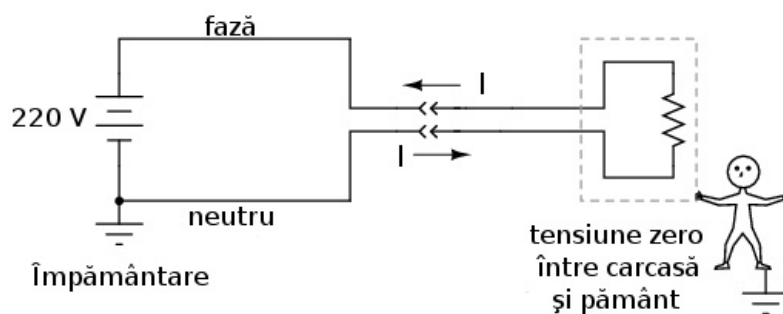 fază
I
220 V
I
neutru
Împământare
tensiune zero
între carcasă
şi pământ